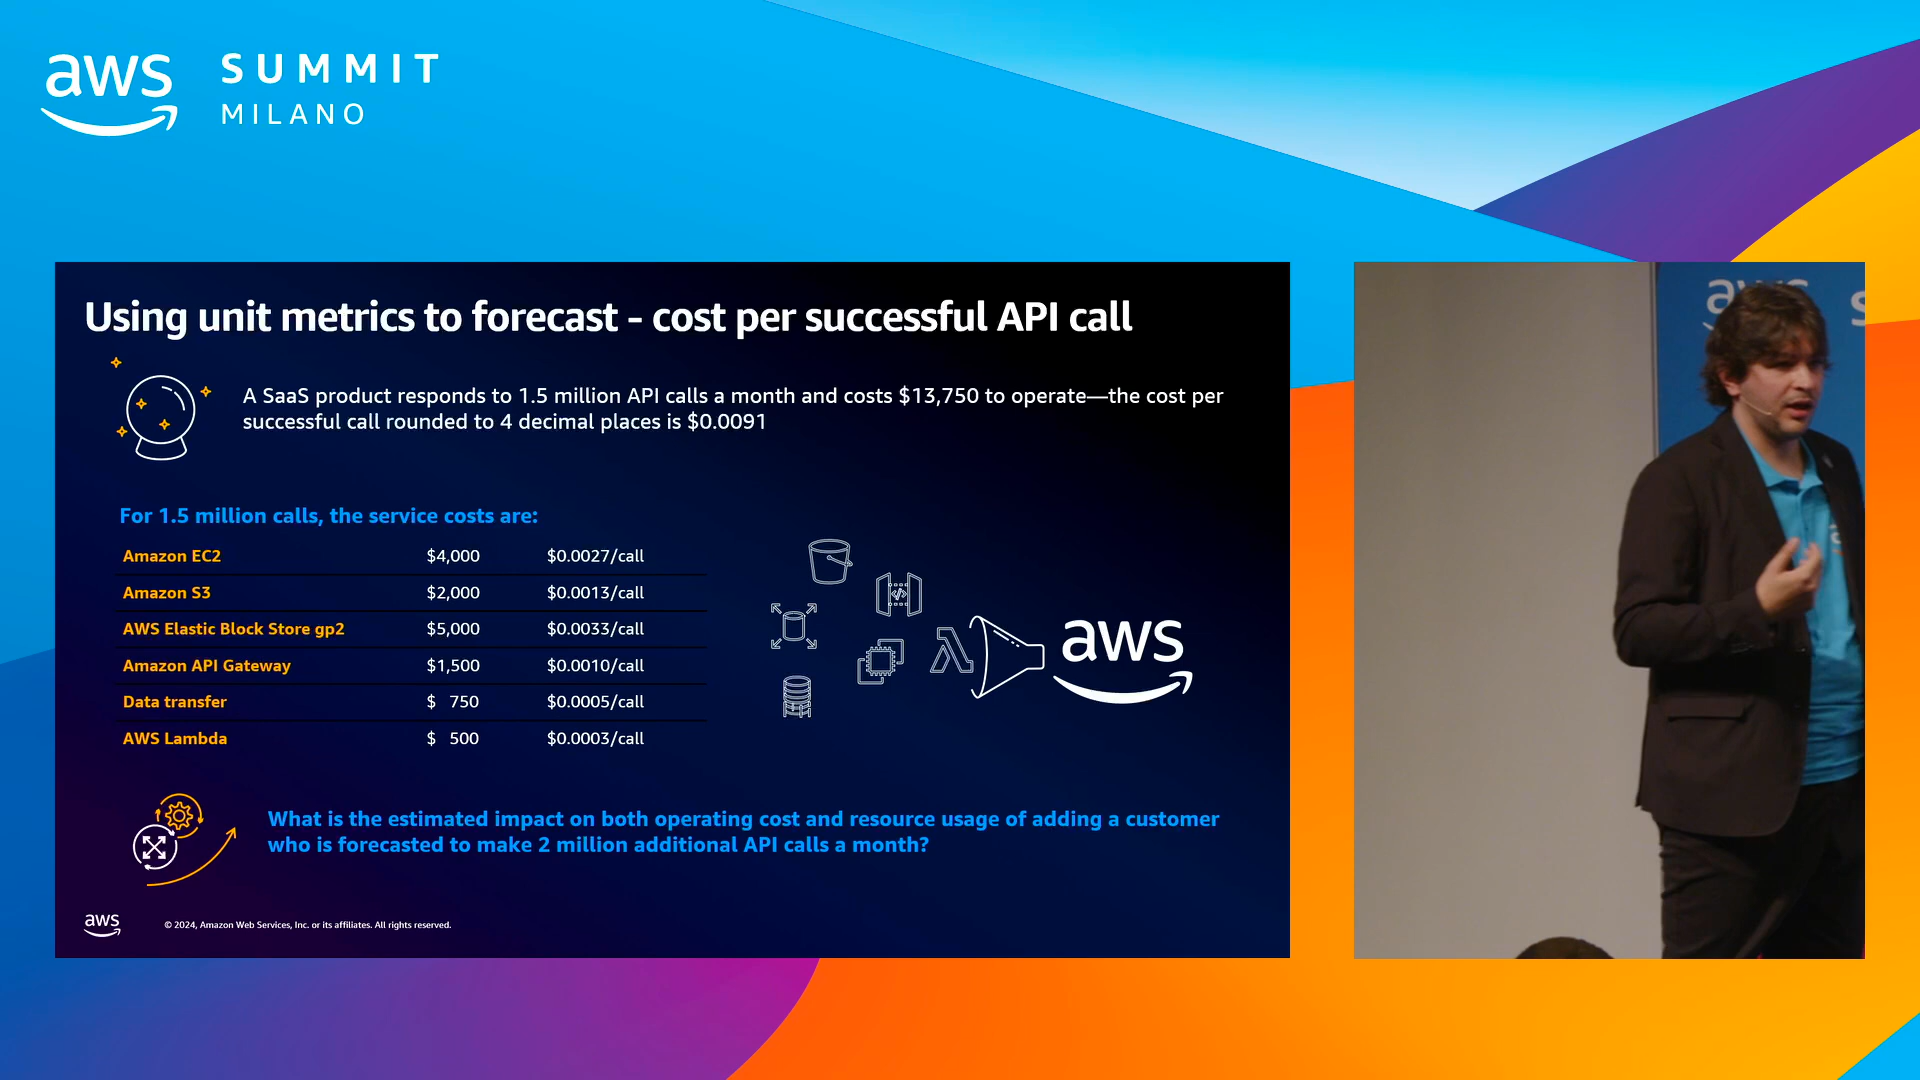 aws SUMMIT
MILANO
Using unit metrics to forecast - cost per successful API call
A SaaS product responds to 1.5 million API calls a month and costs $13,750 to operate—the cost per
successful call rounded to 4 decimal places is $0.0091
For 1.5 million calls, the service costs are:
Amazon EC2 $4,000 $0.0027/call
Amazon S3 $2,000 $0.0013/call
AWS Elastic Block Store gp2 $5,000 $0.0033/call
Amazon API Gateway $1,500 $0.0010/call
Data transfer $ 750 $0.0005/call
AWS Lambda $ 500 $0.0003/call
aws
What is the estimated impact on both operating cost and resource usage of adding a customer
who is forecasted to make 2 million additional API calls a month?
aws
© 2024, Amazon Web Services, Inc. or its affiliates. All rights reserved.
aws S